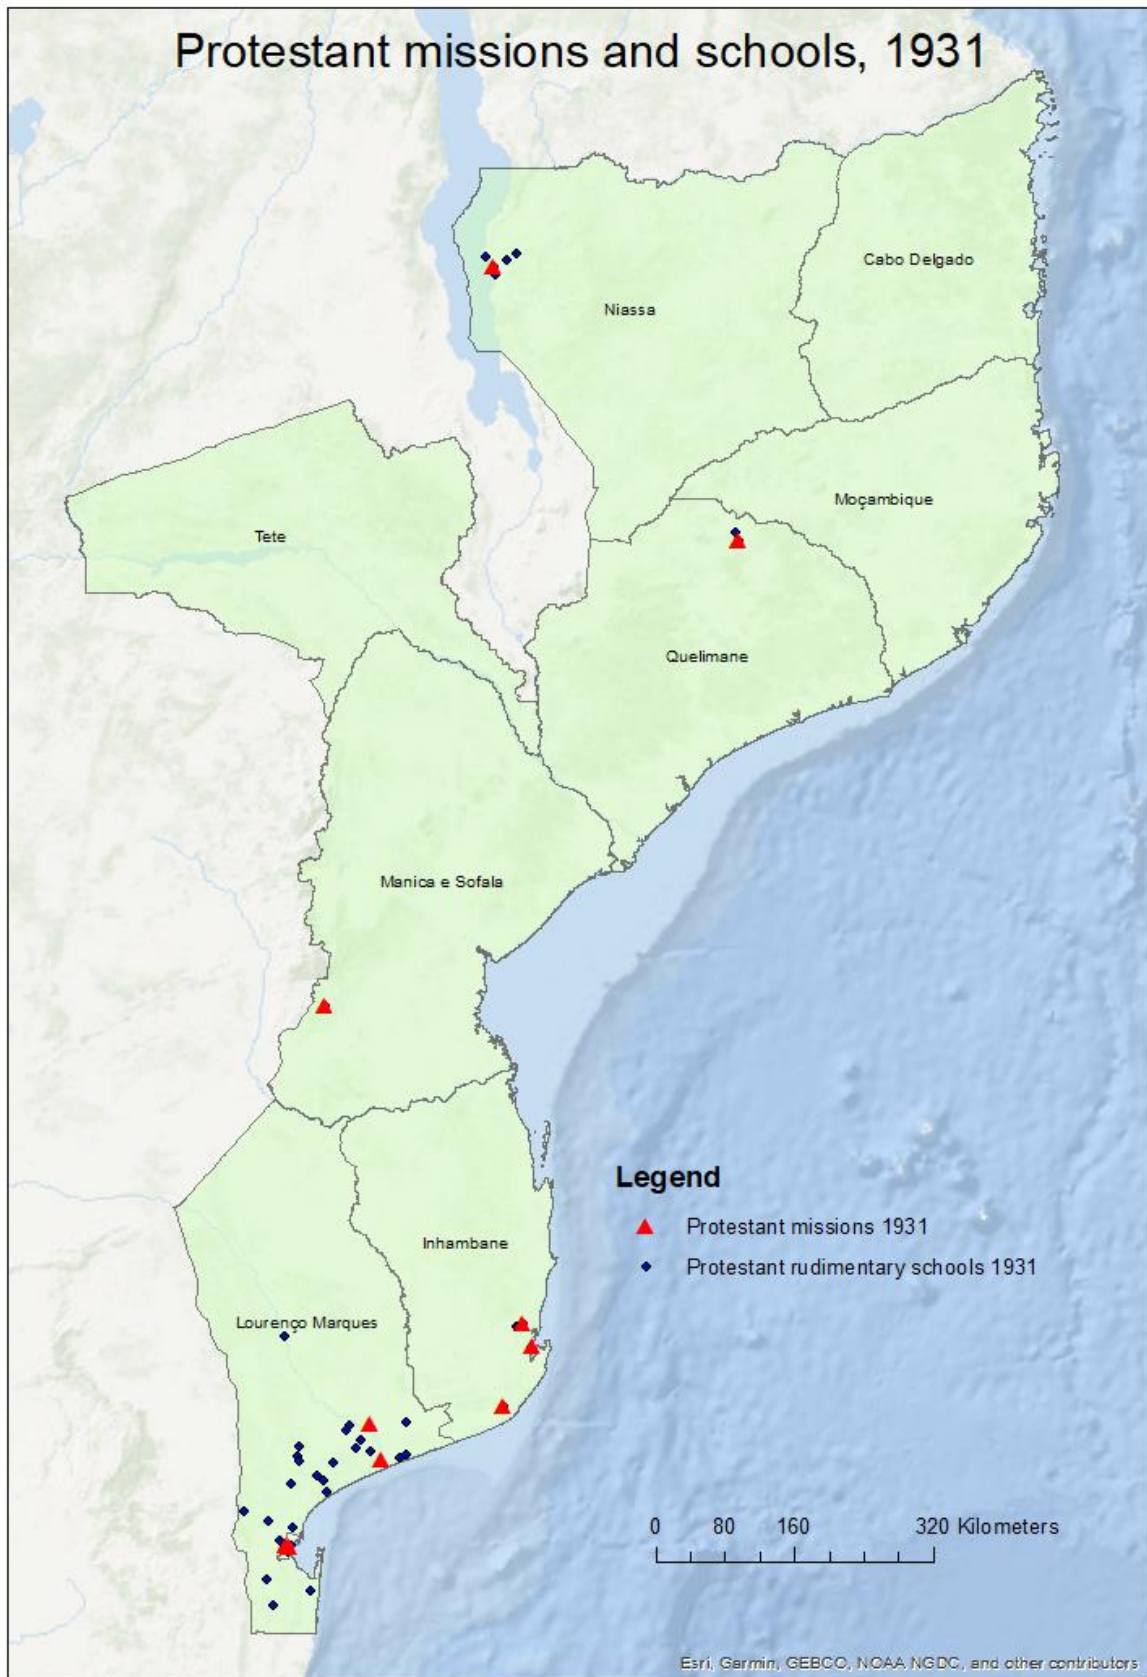 Protestant missions and schools, 1931
Cabo Delgado
Niassa
Moçambique
Tete
Quelimane
Manica e Sofala
Legend
Protestant missions 1931
Inhambane
Protestant rudimentary schools 1931
Lourenço Marques
0 80 160 320 Kilometers
Esri, Garmin, GEBCO, NOAA NGDC, and other contributors